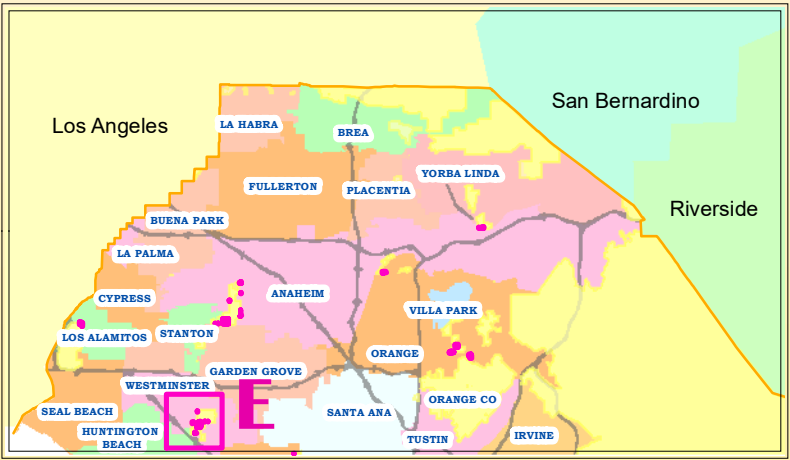 San Bernardino
Los Angeles
LA HABRA
BREA
YORBA LINDA
FULLERTON
PLACENTIA
Riverside
BUENA PARK
LA PALMA
ANAHEIM
CYPRESS
VILLA PARK
LOS ALAMITOS
STANTON
ORANGE
GARDEN GROVE
WESTMINSTER
E
ORANGE CO
SEAL BEACH
SANTA ANA
HUNTINGTON
BEACH
TUSTIN
IRVINE